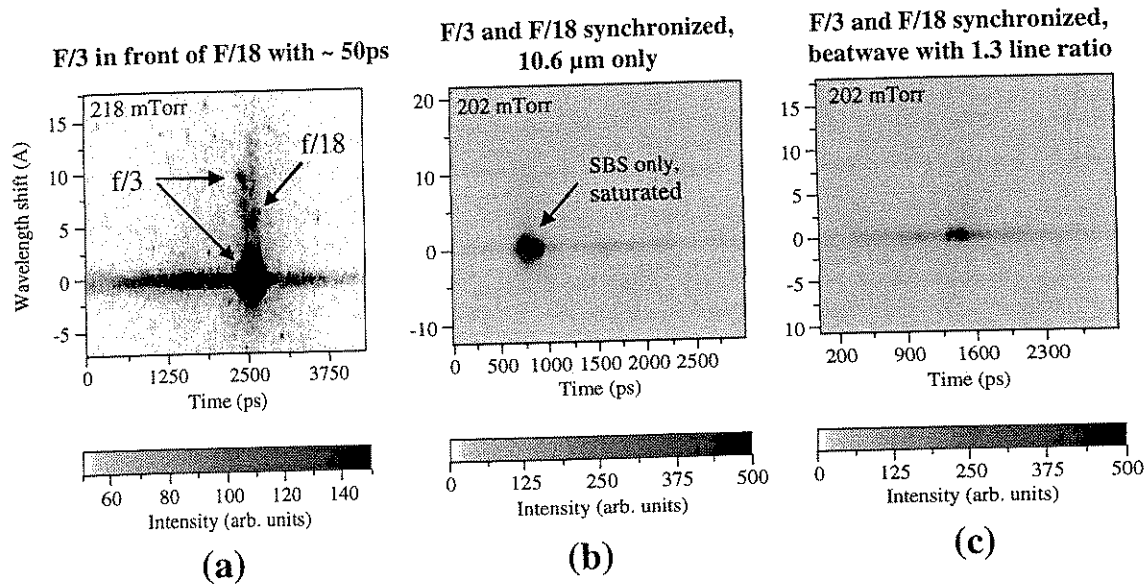 F/3 in front of F/18 with ~ 50ps
218 mTorr
f/18
f/3
15
10
5
0
-5
Wavelength shift (A)
0 1250 2500 3750
Time (ps)
60 80 100 120 140
Intensity (arb. units)
(a)
F/3 and F/18 synchronized,
10.6 μm only
202 mTorr
SBS only,
saturated
20
10
0
-10
0 500 1000 1500 2000 2500
Time (ps)
0 125 250 375 500
Intensity (arb. units)
(b)
F/3 and F/18 synchronized,
beatwave with 1.3 line ratio
202 mTorr
15
10
5
0
5
10
200 900 1600 2300
Time (ps)
0 125 250 375 500
Intensity (arb. units)
(c)